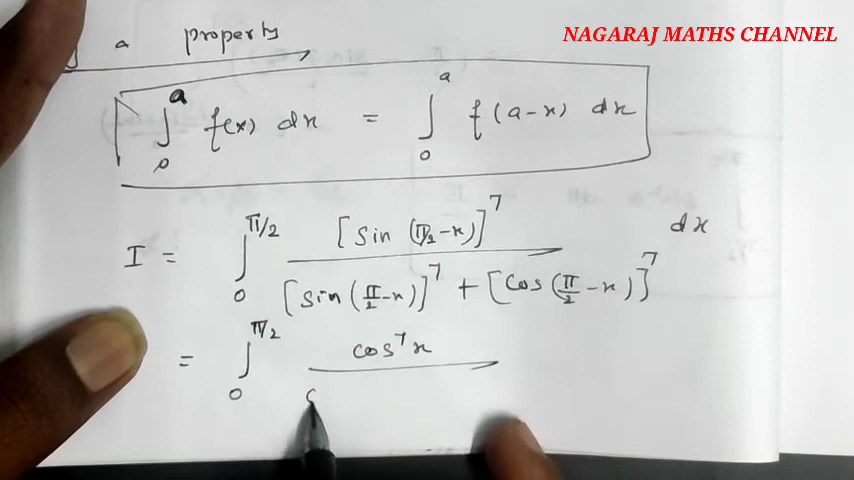 NAGARAJ MATHS CHANNEL
a property
∫₀ᵃ f(x) dx = ∫₀ᵃ f(a-x) dx
I = ∫₀^{π/2} [sin(π/2-x)]⁷ / [sin(π/2-x)]⁷ + [cos(π/2-x)]⁷ dx
= ∫₀^{π/2} cos⁷x /